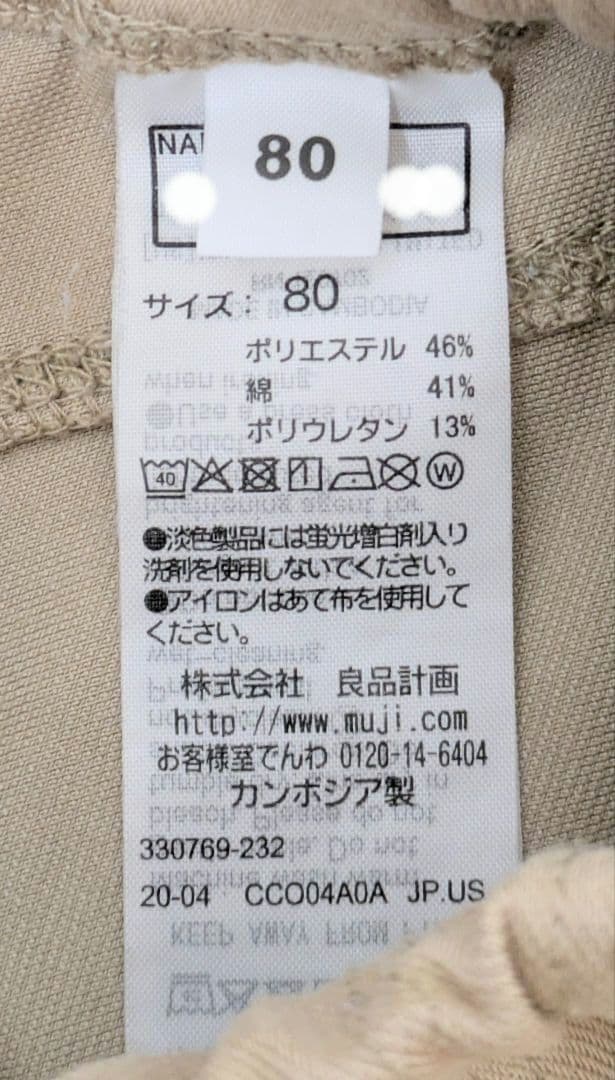 80
サイズ: 80
ポリエステル 46%
綿 41%
ポリウレタン 13%
40
W
●淡色製品には蛍光増白剤入り
洗剤を使用しないでください。
●アイロンはあて布を使用して
ください。
株式会社 良品計画
http://www.muji.com
お客様室でんわ 0120-14-6404
カンボジア製
330769-232
20-04 CCO04A0A JP.US